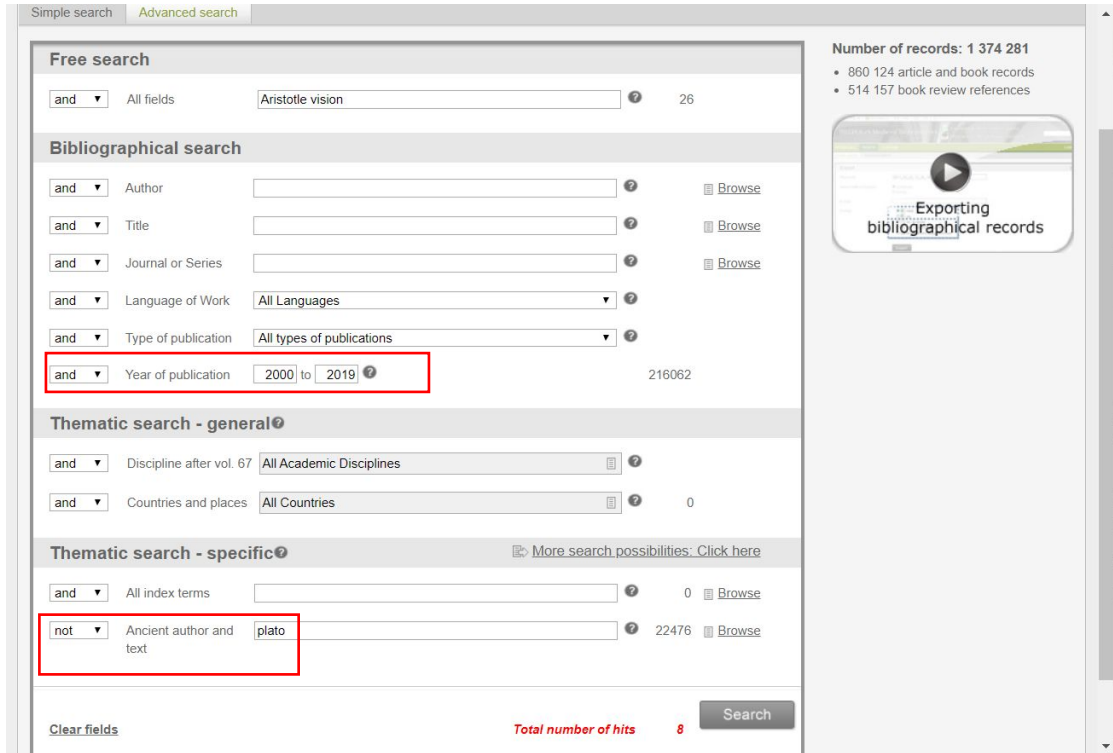 Simple search Advanced search
Free search
and All fields Aristotle vision 26
Bibliographical search
and Author Browse
and Title Browse
and Journal or Series Browse
and Language of Work All Languages
and Type of publication All types of publications
and Year of publication 2000 to 2019 216062
Thematic search - general
and Discipline after vol. 67 All Academic Disciplines
and Countries and places All Countries 0
Thematic search - specific More search possibilities: Click here
and All index terms 0 Browse
not Ancient author and plato 22476 Browse
text
Clear fields Total number of hits 8 Search
Number of records: 1 374 281
• 860 124 article and book records
• 514 157 book review references
Exporting
bibliographical records